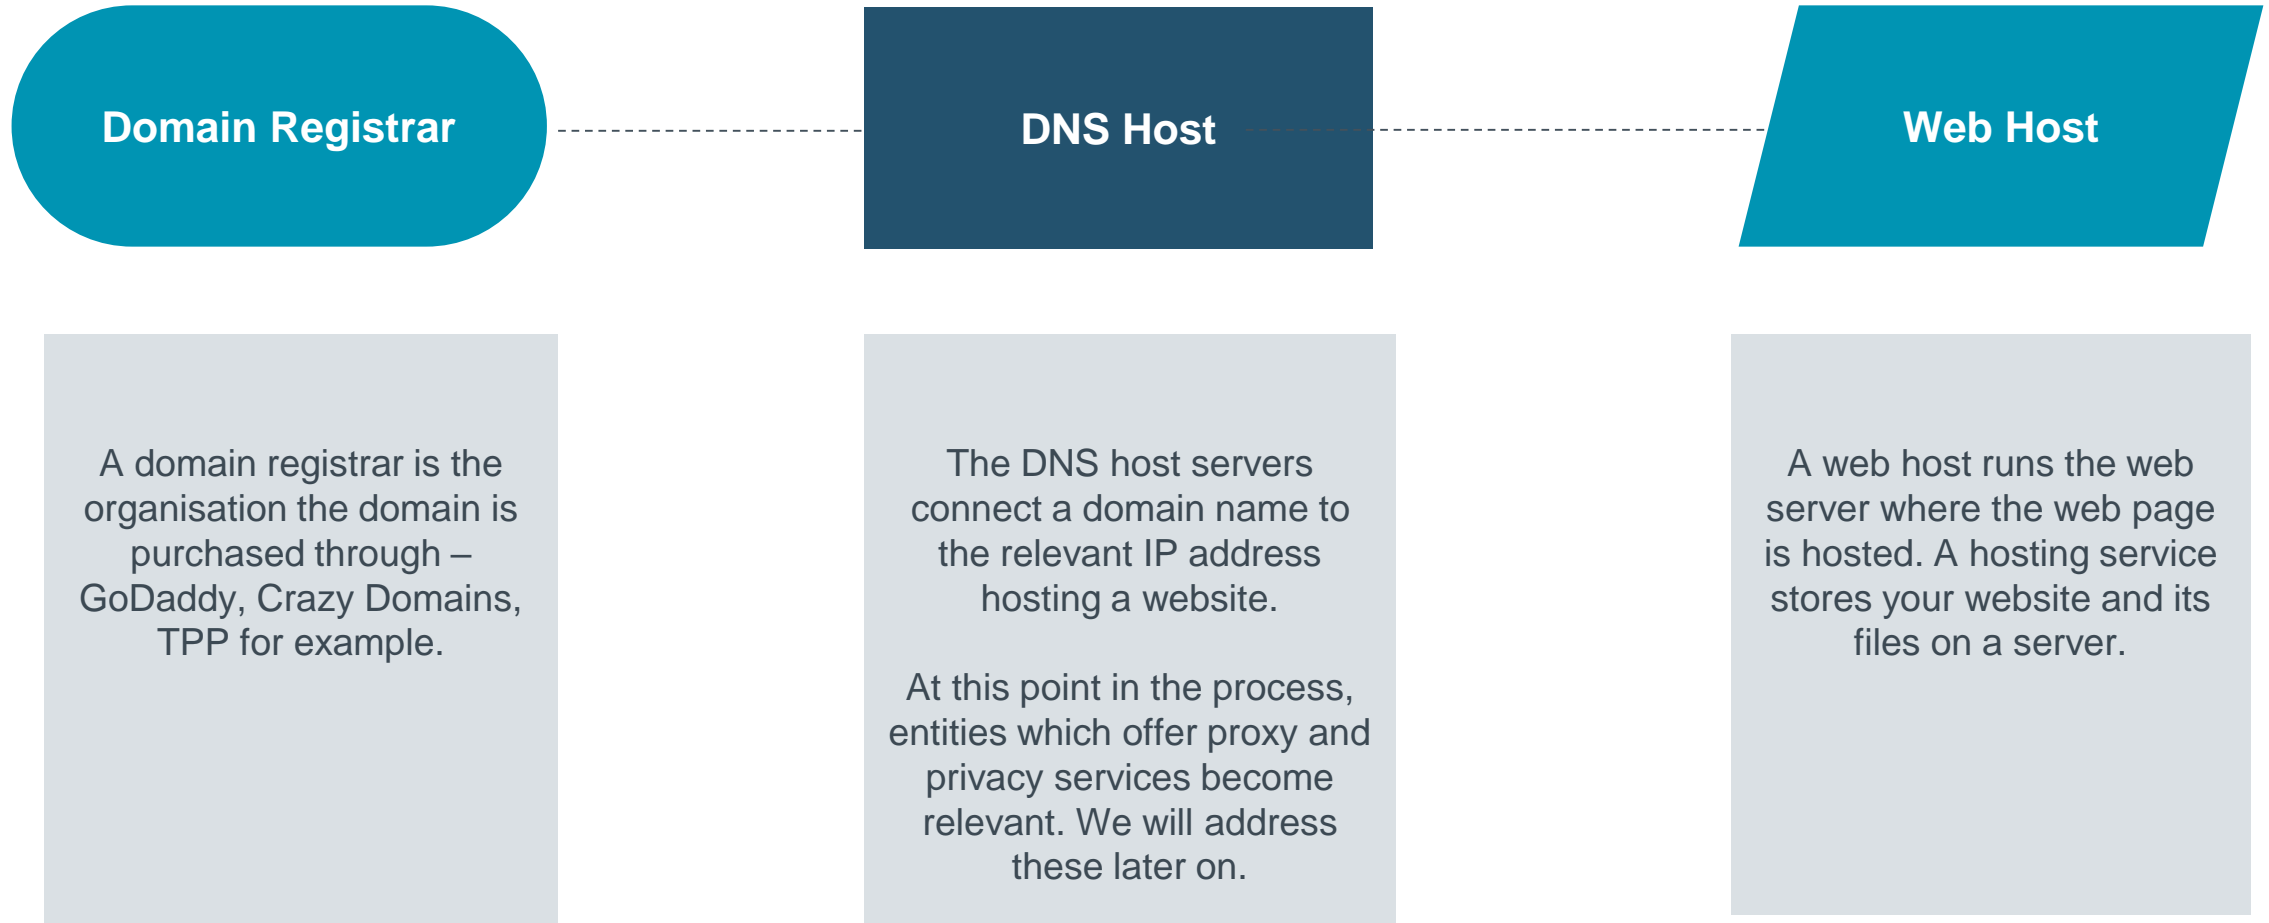 Domain Registrar
DNS Host
Web Host
A domain registrar is the
organisation the domain is
purchased through –
GoDaddy, Crazy Domains,
TPP for example.
The DNS host servers
connect a domain name to
the relevant IP address
hosting a website.
At this point in the process,
entities which offer proxy and
privacy services become
relevant. We will address
these later on.
A web host runs the web
server where the web page
is hosted. A hosting service
stores your website and its
files on a server.